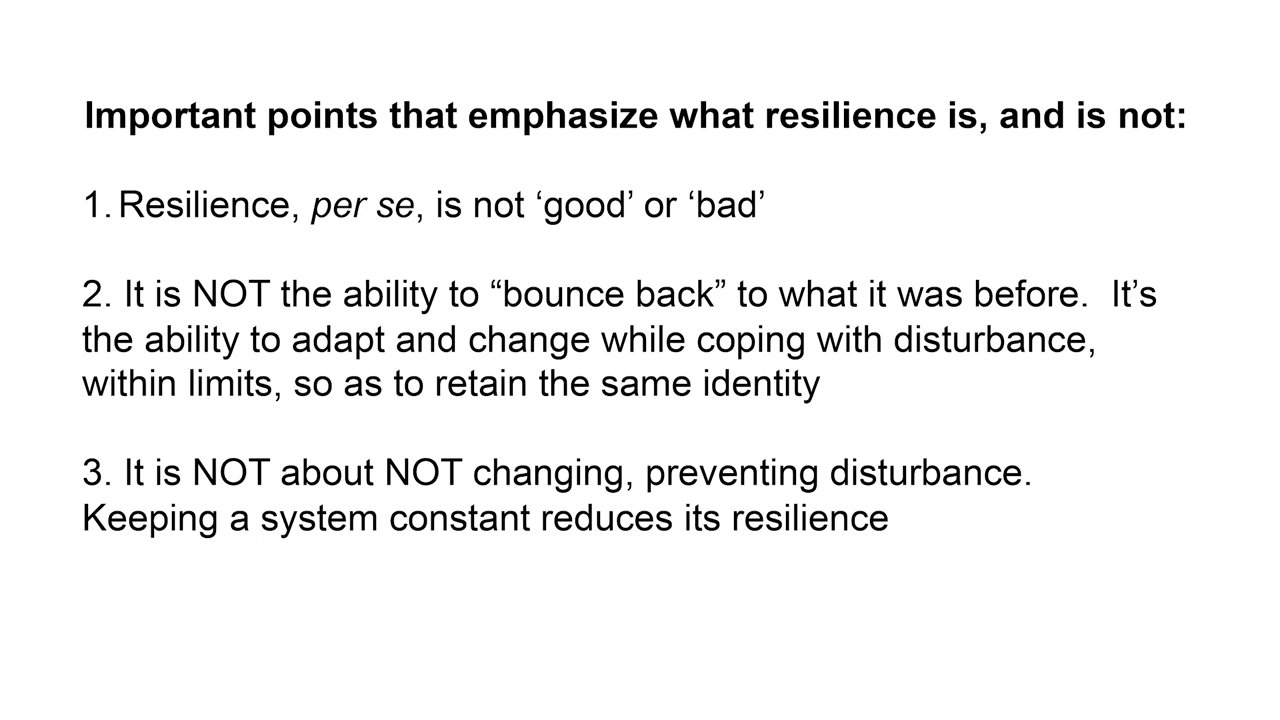 Important points that emphasize what resilience is, and is not:
1. Resilience, per se, is not ‘good’ or ‘bad’
2. It is NOT the ability to “bounce back” to what it was before.  It’s
the ability to adapt and change while coping with disturbance,
within limits, so as to retain the same identity
3. It is NOT about NOT changing, preventing disturbance.
Keeping a system constant reduces its resilience